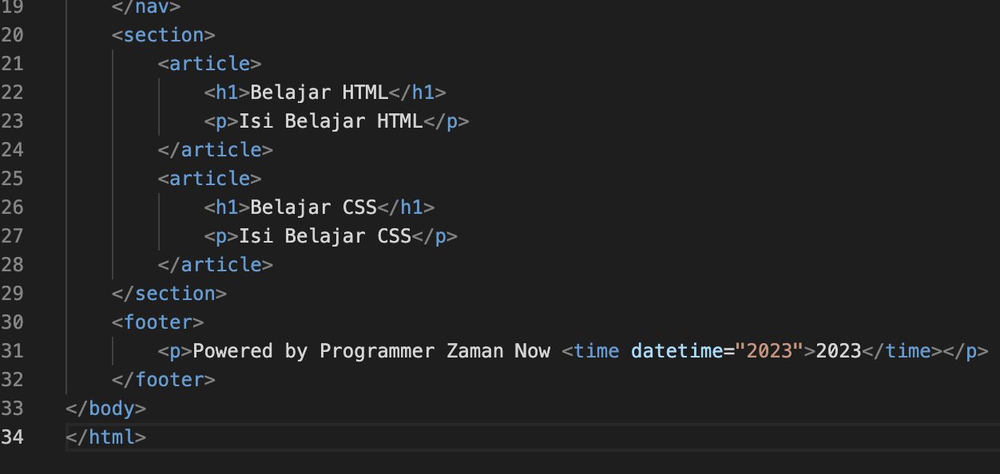 19 </nav>
20 <section>
21 <article>
22 <h1>Belajar HTML</h1>
23 <p>Isi Belajar HTML</p>
24 </article>
25 <article>
26 <h1>Belajar CSS</h1>
27 <p>Isi Belajar CSS</p>
28 </article>
29 </section>
30 <footer>
31 <p>Powered by Programmer Zaman Now <time datetime="2023">2023</time></p>
32 </footer>
33 </body>
34 </html>